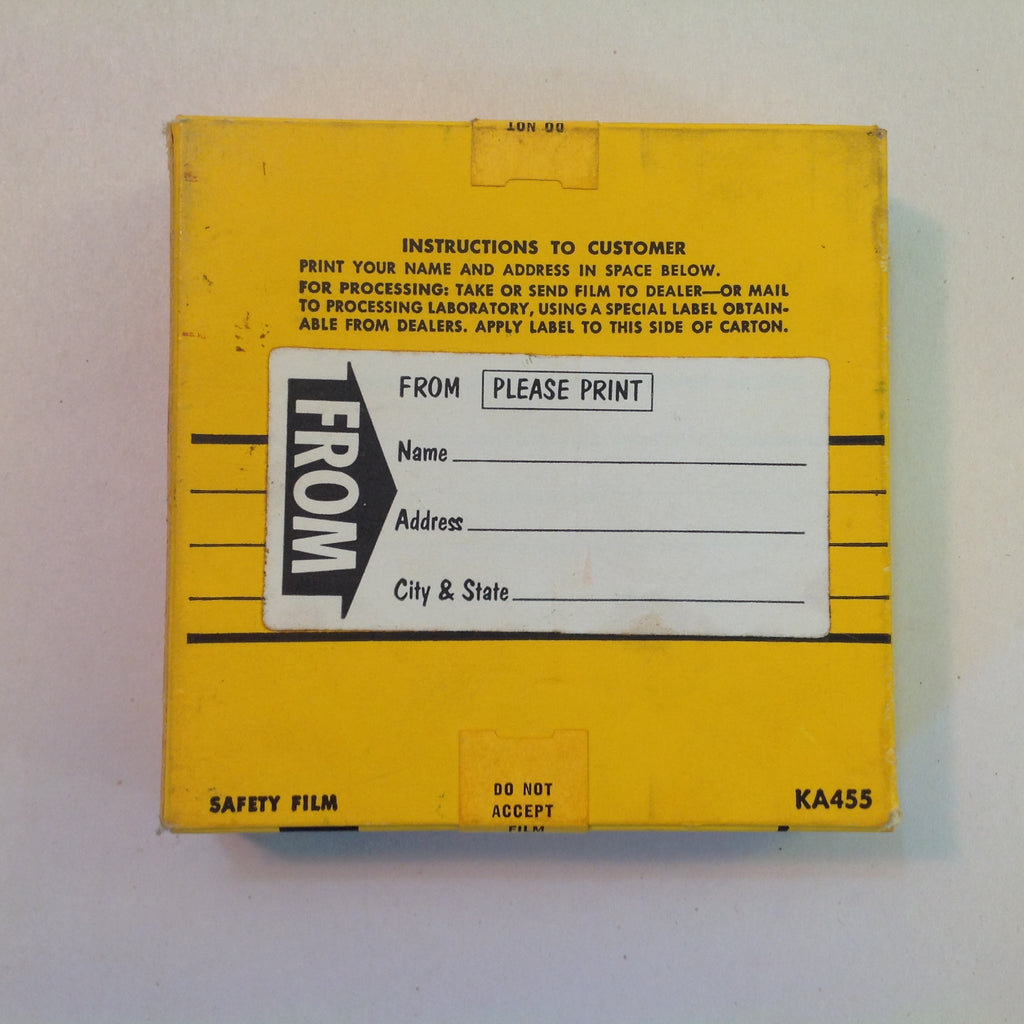 DO NOT
INSTRUCTIONS TO CUSTOMER
PRINT YOUR NAME AND ADDRESS IN SPACE BELOW.
FOR PROCESSING: TAKE OR SEND FILM TO DEALER—OR MAIL
TO PROCESSING LABORATORY, USING A SPECIAL LABEL OBTAIN-
ABLE FROM DEALERS. APPLY LABEL TO THIS SIDE OF CARTON.
FROM
FROM PLEASE PRINT
Name
Address
City & State
DO NOT
ACCEPT
FILM
SAFETY FILM
KA455